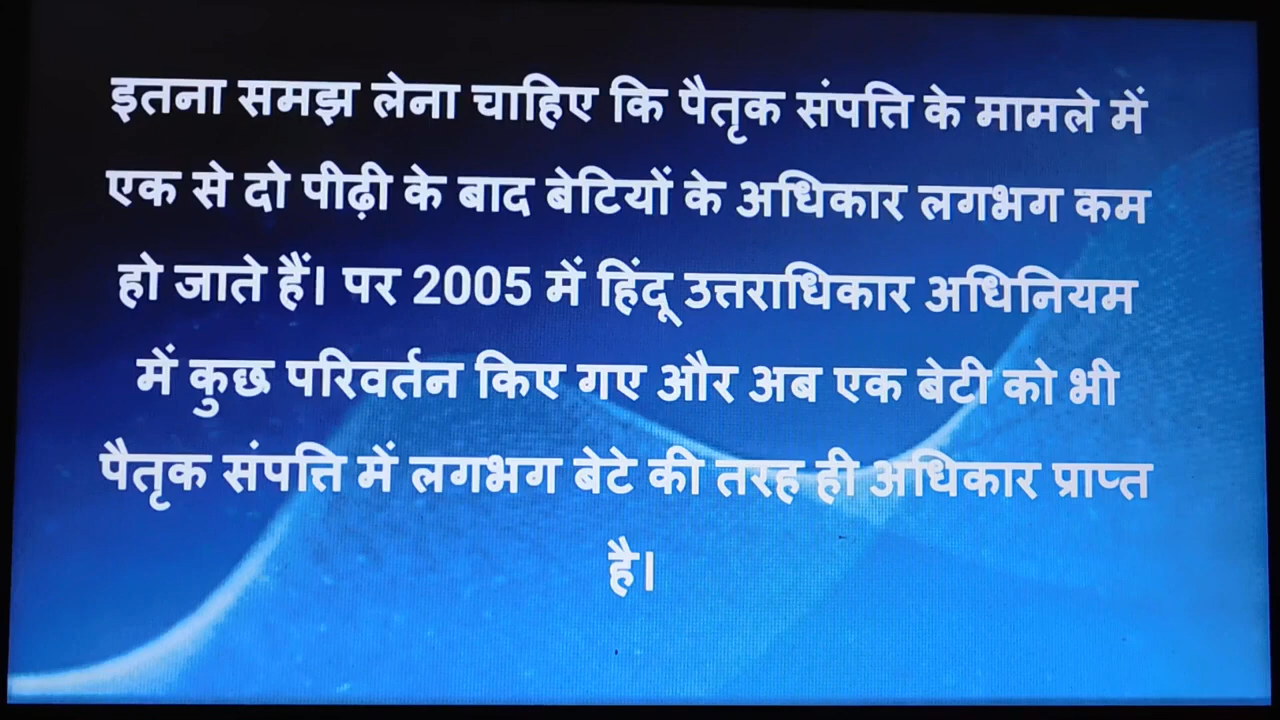 इतना समझ लेना चाहिए कि पैतृक संपत्ति के मामले में
एक से दो पीढ़ी के बाद बेटियों के अधिकार लगभग कम
हो जाते हैं। पर 2005 में हिंदू उत्तराधिकार अधिनियम
में कुछ परिवर्तन किए गए और अब एक बेटी को भी
पैतृक संपत्ति में लगभग बेटे की तरह ही अधिकार प्राप्त
है।